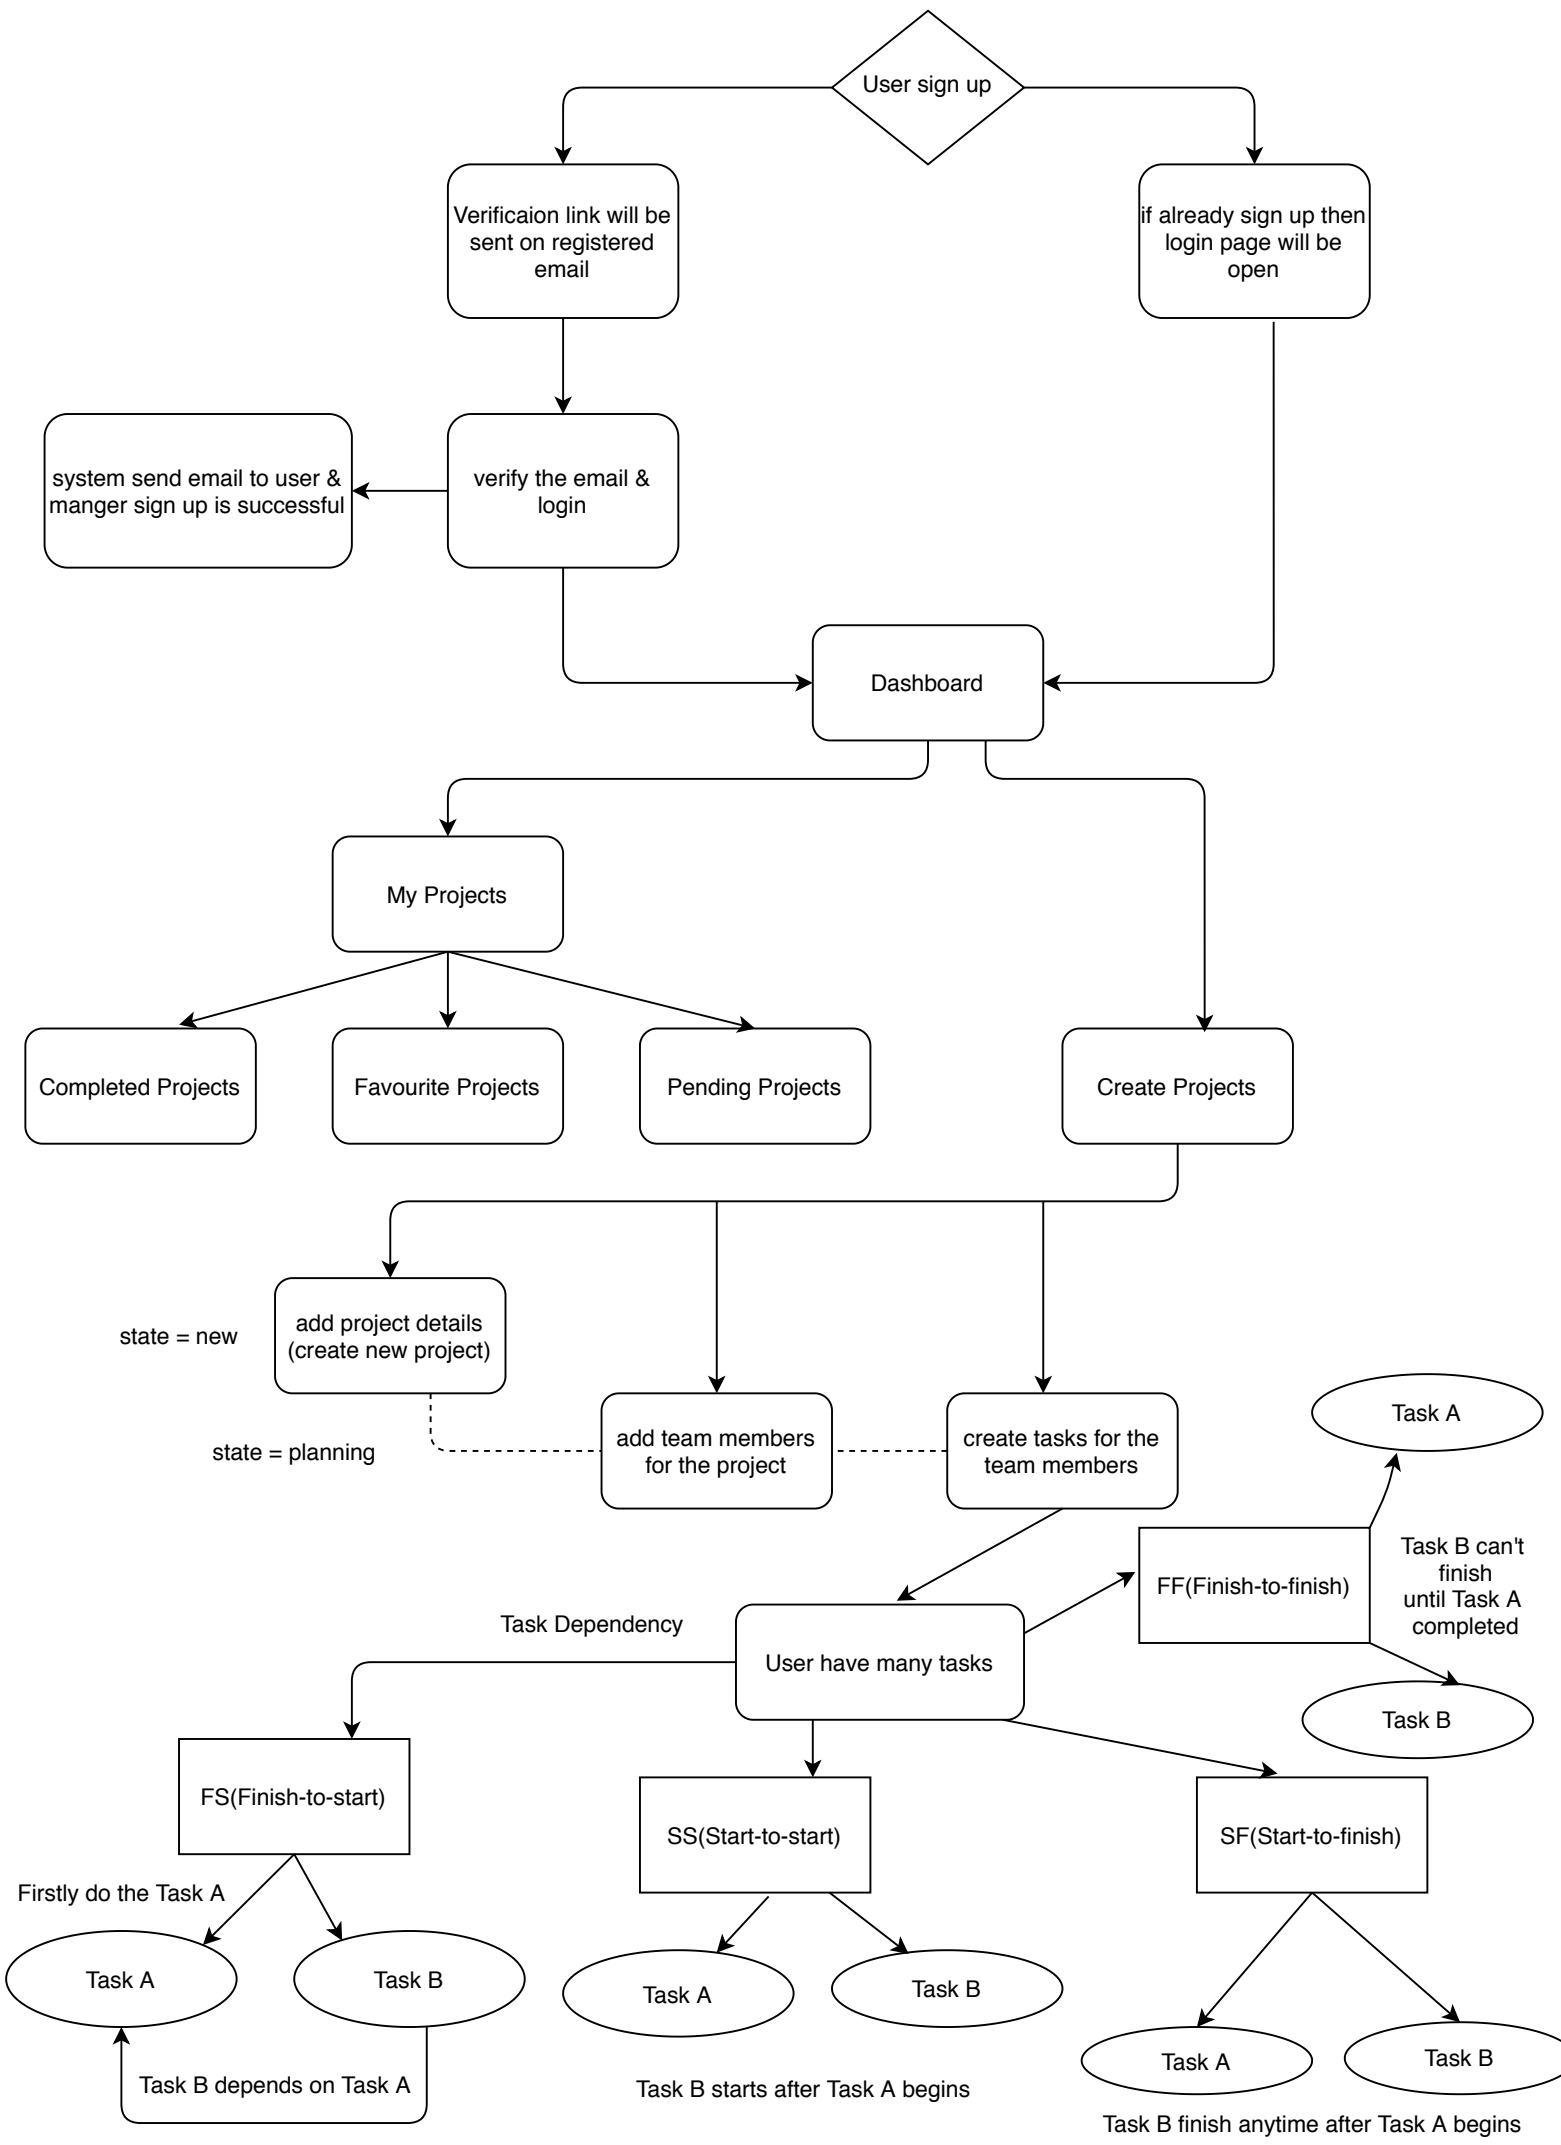 User sign up
Verificaion link will be
sent on registered
email
if already sign up then
login page will be
open
system send email to user &
manger sign up is successful
verify the email &
login
Dashboard
My Projects
Completed Projects
Favourite Projects
Pending Projects
Create Projects
state = new
add project details
(create new project)
state = planning
add team members
for the project
create tasks for the
team members
Task A
FF(Finish-to-finish)
Task B can't
finish
until Task A
completed
Task B
Task Dependency
User have many tasks
FS(Finish-to-start)
SS(Start-to-start)
SF(Start-to-finish)
Firstly do the Task A
Task A
Task B
Task A
Task B
Task A
Task B
Task B depends on Task A
Task B starts after Task A begins
Task B finish anytime after Task A begins